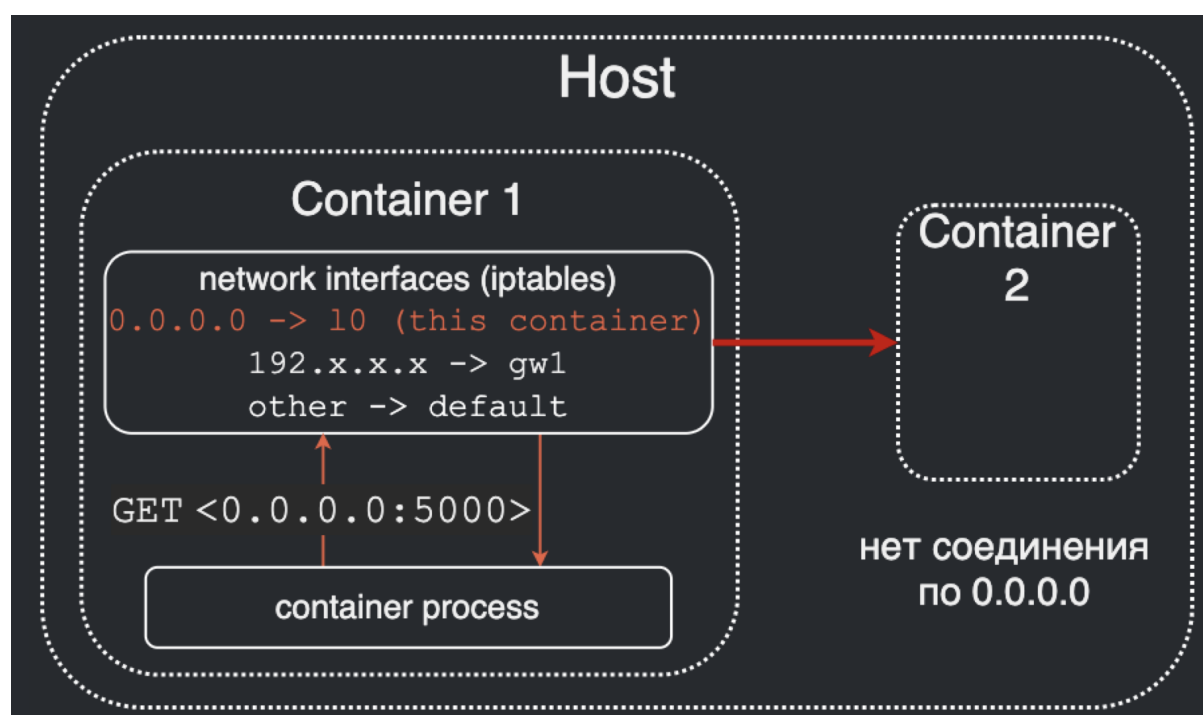 Host
Container 1
network interfaces (iptables)
0.0.0.0 -> l0 (this container)
192.x.x.x -> gw1
other -> default
GET <0.0.0.0:5000>
container process
Container
2
нет соединения
по 0.0.0.0